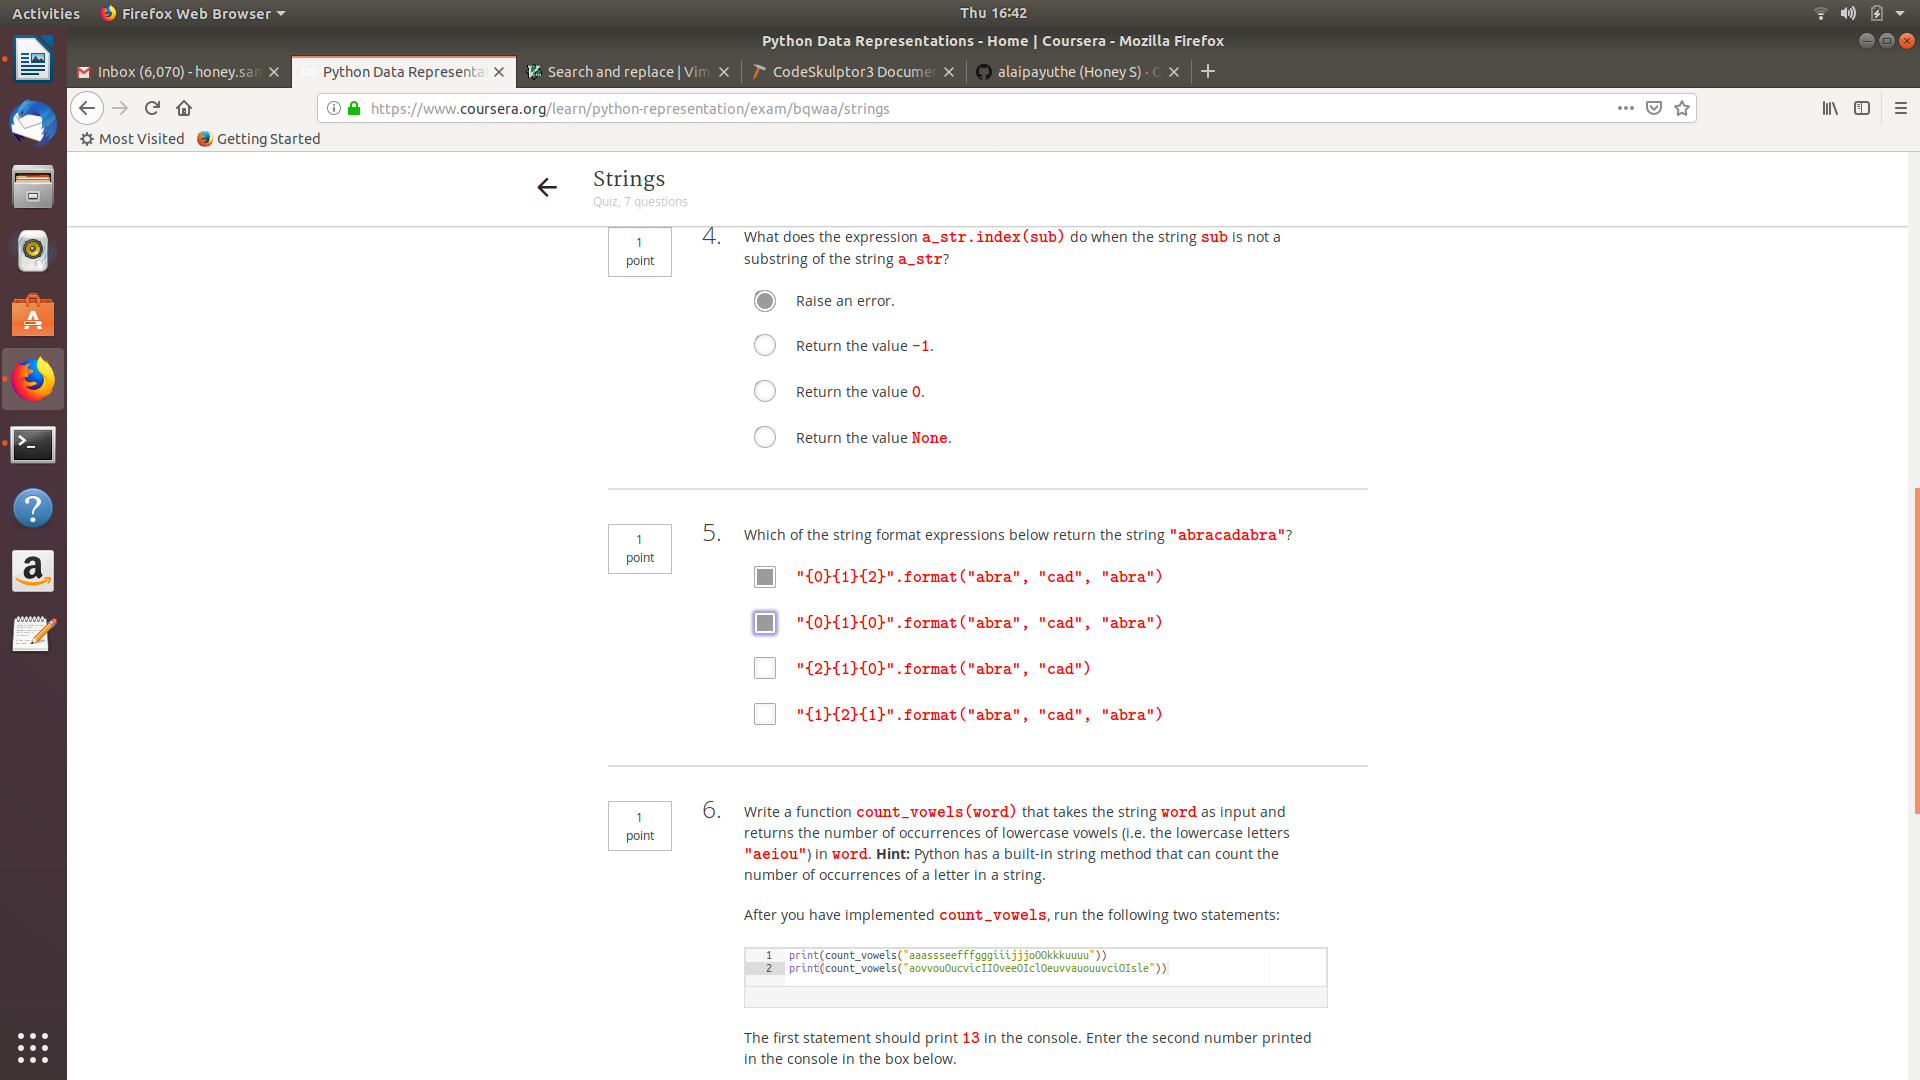 Activities
Firefox Web Browser
Thu 16:42
Python Data Representations - Home | Coursera - Mozilla Firefox
Inbox (6,070) - honey.san
Python Data Representa
Search and replace | Vim
CodeSkulptor3 Documen
alaipayuthe (Honey S) · G
https://www.coursera.org/learn/python-representation/exam/bqwaa/strings
Most Visited
Getting Started
Strings
Quiz, 7 questions
1
point
4.
What does the expression a_str.index(sub) do when the string sub is not a
substring of the string a_str?
Raise an error.
Return the value -1.
Return the value 0.
Return the value None.
1
point
5.
Which of the string format expressions below return the string "abracadabra"?
"{0}{1}{2}".format("abra", "cad", "abra")
"{0}{1}{0}".format("abra", "cad", "abra")
"{2}{1}{0}".format("abra", "cad")
"{1}{2}{1}".format("abra", "cad", "abra")
1
point
6.
Write a function count_vowels(word) that takes the string word as input and
returns the number of occurrences of lowercase vowels (i.e. the lowercase letters
"aeiou") in word. Hint: Python has a built-in string method that can count the
number of occurrences of a letter in a string.
After you have implemented count_vowels, run the following two statements:
1 print(count_vowels("aaassseefffgggiiijjjoOOkkkuuuu"))
2 print(count_vowels("aovvouOucvicIIOveeOIclOeuvvauouuvciOIsle"))
The first statement should print 13 in the console. Enter the second number printed
in the console in the box below.